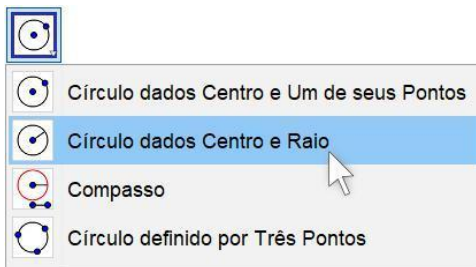 Círculo dados Centro e Um de seus Pontos
Círculo dados Centro e Raio
Compasso
Círculo definido por Três Pontos